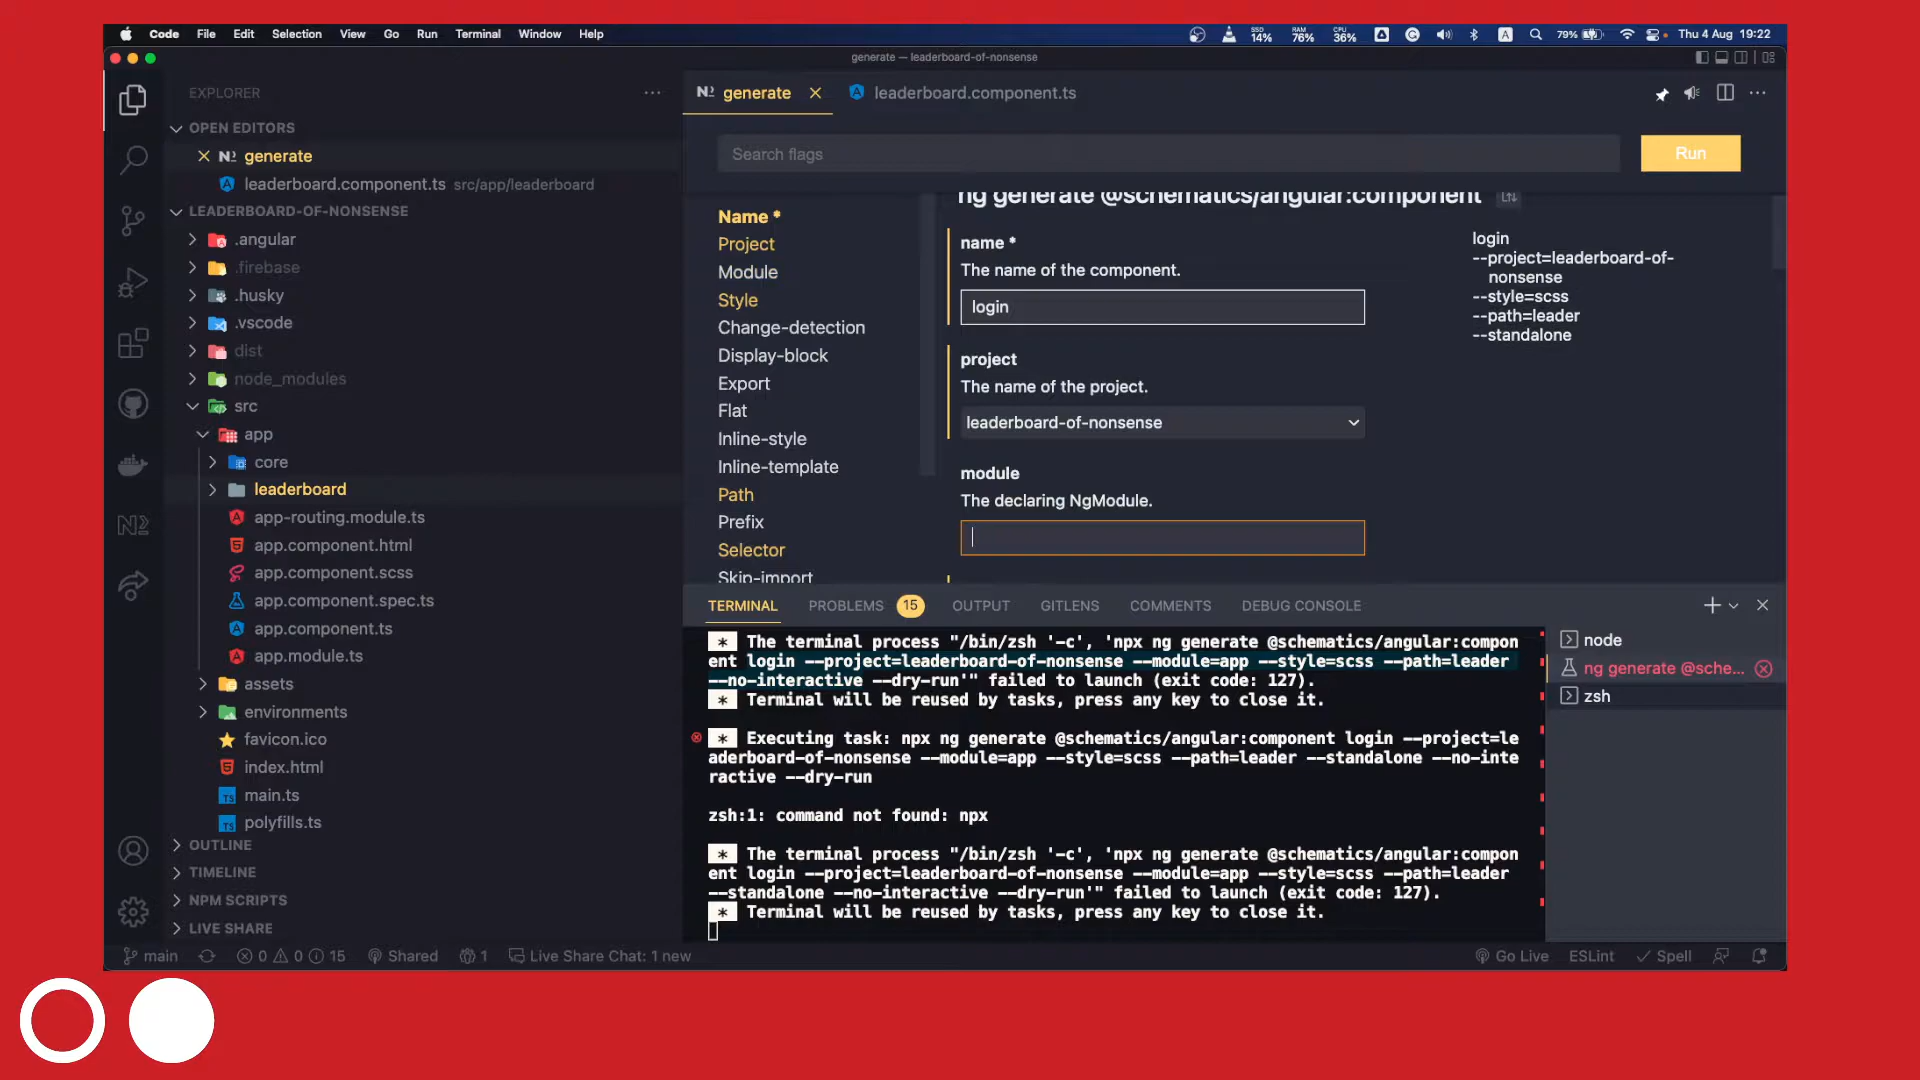 Code File Edit Selection View Go Run Terminal Window Help
SSD 14% RAM 76% CPU 36% A 79% Thu 4 Aug 19:22
generate — leaderboard-of-nonsense
EXPLORER
OPEN EDITORS
generate
leaderboard.component.ts src/app/leaderboard
LEADERBOARD-OF-NONSENSE
.angular
.firebase
.husky
.vscode
dist
node_modules
src
app
core
leaderboard
app-routing.module.ts
app.component.html
app.component.scss
app.component.spec.ts
app.component.ts
app.module.ts
assets
environments
favicon.ico
index.html
main.ts
polyfills.ts
OUTLINE
TIMELINE
NPM SCRIPTS
LIVE SHARE
generate
leaderboard.component.ts
Search flags
Run
Name *
Project
Module
Style
Change-detection
Display-block
Export
Flat
Inline-style
Inline-template
Path
Prefix
Selector
Skip-import
ng generate @schematics/angular:component
name *
The name of the component.
login
project
The name of the project.
leaderboard-of-nonsense
module
The declaring NgModule.
login
--project=leaderboard-of-
nonsense
--style=scss
--path=leader
--standalone
TERMINAL PROBLEMS 15 OUTPUT GITLENS COMMENTS DEBUG CONSOLE
* The terminal process "/bin/zsh '-c', 'npx ng generate @schematics/angular:compon
ent login --project=leaderboard-of-nonsense --module=app --style=scss --path=leader
--no-interactive --dry-run'" failed to launch (exit code: 127).
* Terminal will be reused by tasks, press any key to close it.
* Executing task: npx ng generate @schematics/angular:component login --project=le
aderboard-of-nonsense --module=app --style=scss --path=leader --standalone --no-inte
ractive --dry-run
zsh:1: command not found: npx
* The terminal process "/bin/zsh '-c', 'npx ng generate @schematics/angular:compon
ent login --project=leaderboard-of-nonsense --module=app --style=scss --path=leader
--standalone --no-interactive --dry-run'" failed to launch (exit code: 127).
* Terminal will be reused by tasks, press any key to close it.
node
ng generate @sche...
zsh
main 0 0 15 Shared 1 Live Share Chat: 1 new
Go Live ESLint Spell